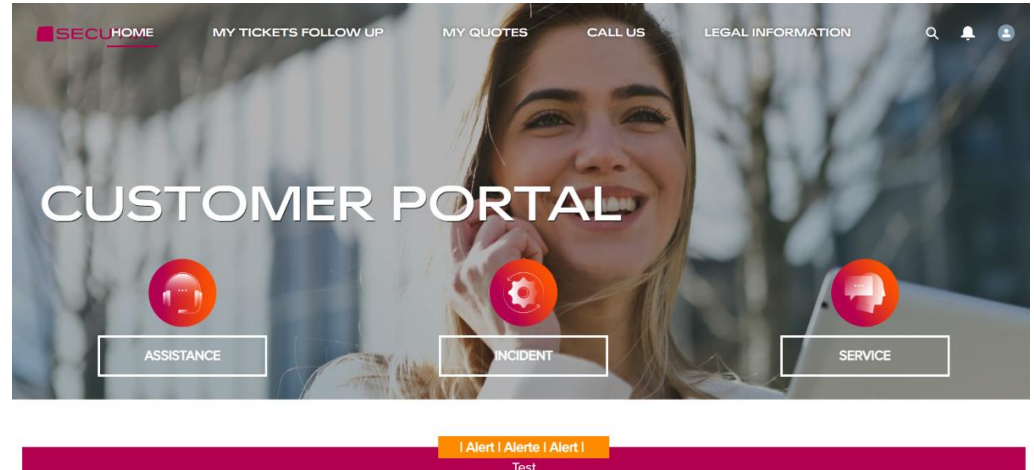 SECU
HOME
MY TICKETS FOLLOW UP
MY QUOTES
CALL US
LEGAL INFORMATION
CUSTOMER PORTAL
ASSISTANCE
INCIDENT
SERVICE
| Alert | Alerte | Alert |
Test